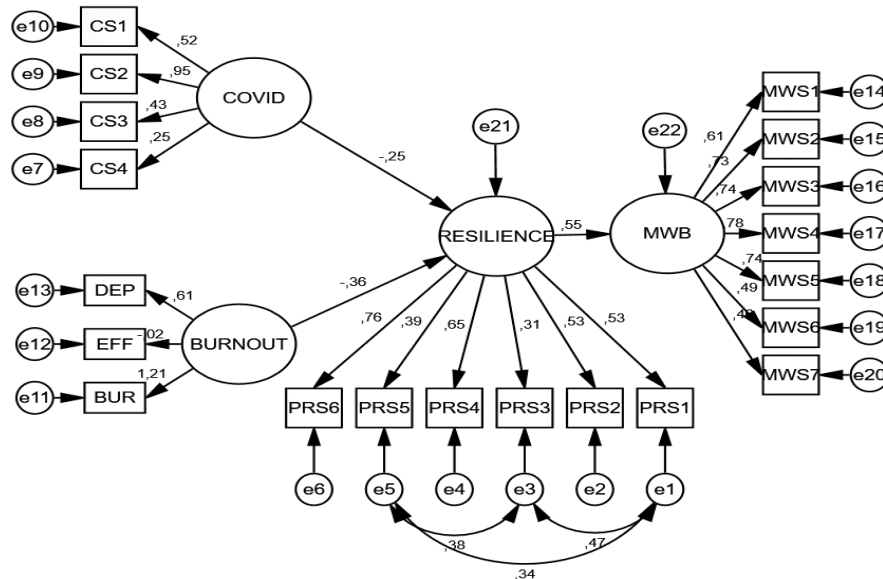 e10 CS1 ,52
e9 CS2 ,95
e8 CS3 ,43
e7 CS4 ,25
COVID
-,25
e21
e22
RESILIENCE
,55
MWB
,61 MWS1 e14
,73 MWS2 e15
,74 MWS3 e16
,78 MWS4 e17
,74 MWS5 e18
,49 MWS6 e19
MWS7 e20
e13 DEP ,61
e12 EFF -,02
e11 BUR 1,21
BURNOUT
-,36
,76 ,39 ,65 ,31 ,53 ,53
PRS6 PRS5 PRS4 PRS3 PRS2 PRS1
e6 e5 e4 e3 e2 e1
,38 ,47
,34